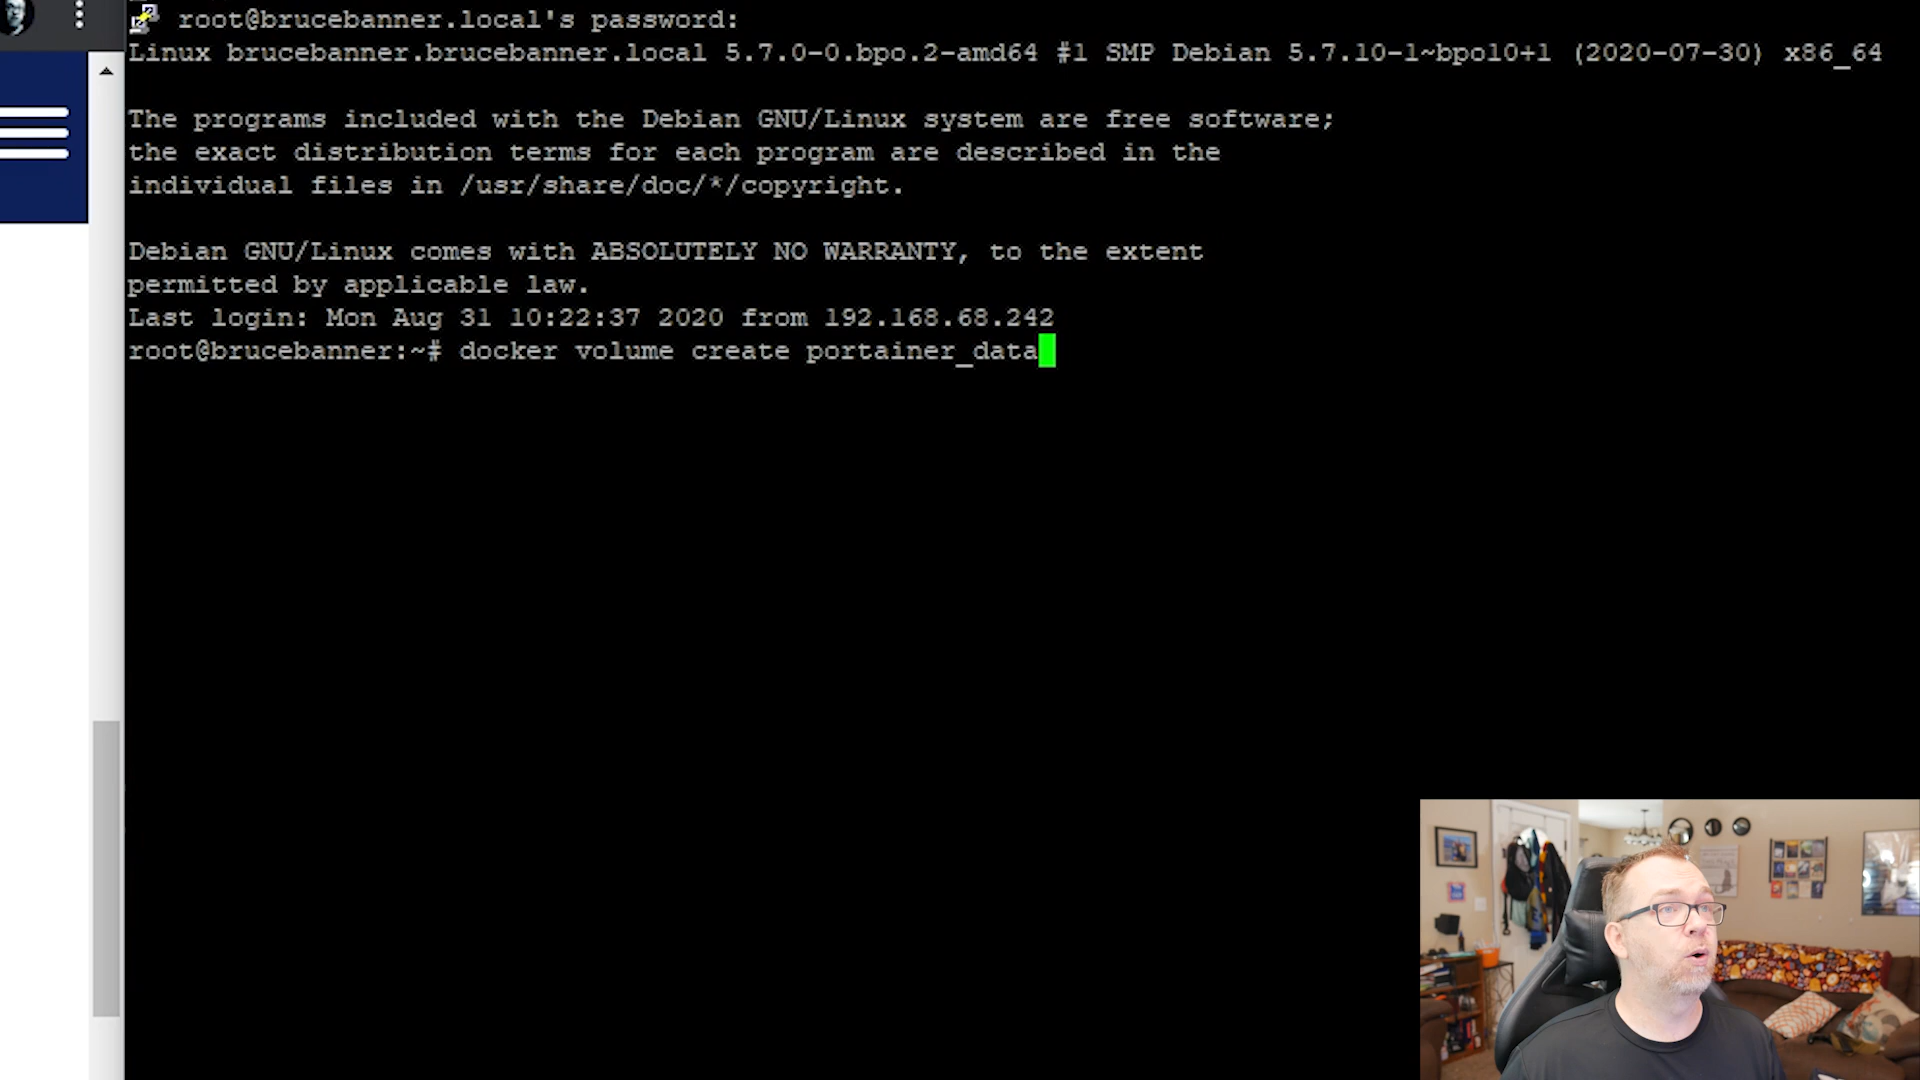 root@brucebanner.local's password:
Linux brucebanner.brucebanner.local 5.7.0-0.bpo.2-amd64 #1 SMP Debian 5.7.10-1~bpo10+1 (2020-07-30) x86_64
The programs included with the Debian GNU/Linux system are free software;
the exact distribution terms for each program are described in the
individual files in /usr/share/doc/*/copyright.
Debian GNU/Linux comes with ABSOLUTELY NO WARRANTY, to the extent
permitted by applicable law.
Last login: Mon Aug 31 10:22:37 2020 from 192.168.68.242
root@brucebanner:~# docker volume create portainer_data